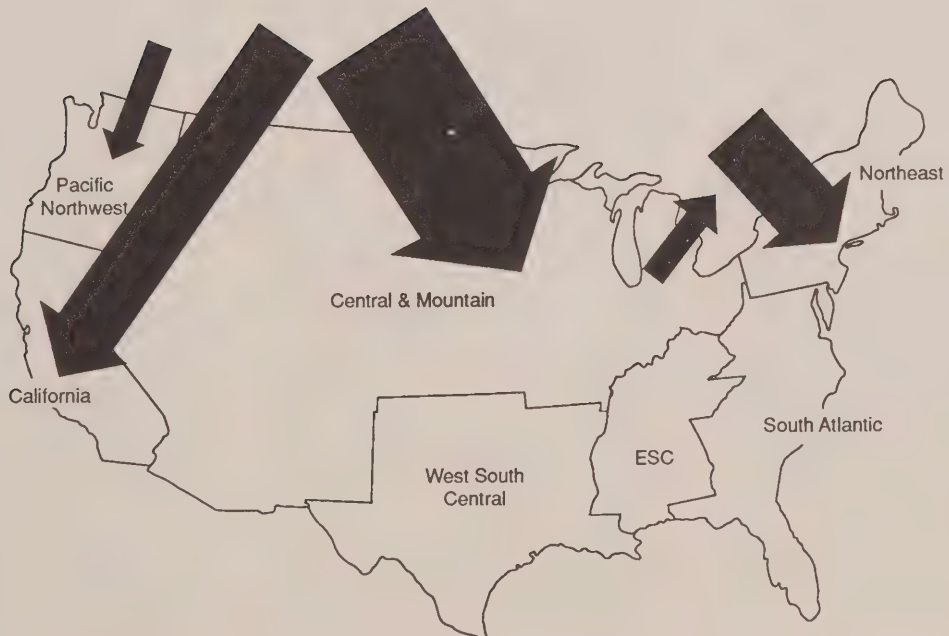 Pacific
Northwest
Northeast
Central & Mountain
California
South Atlantic
ESC
West South
Central